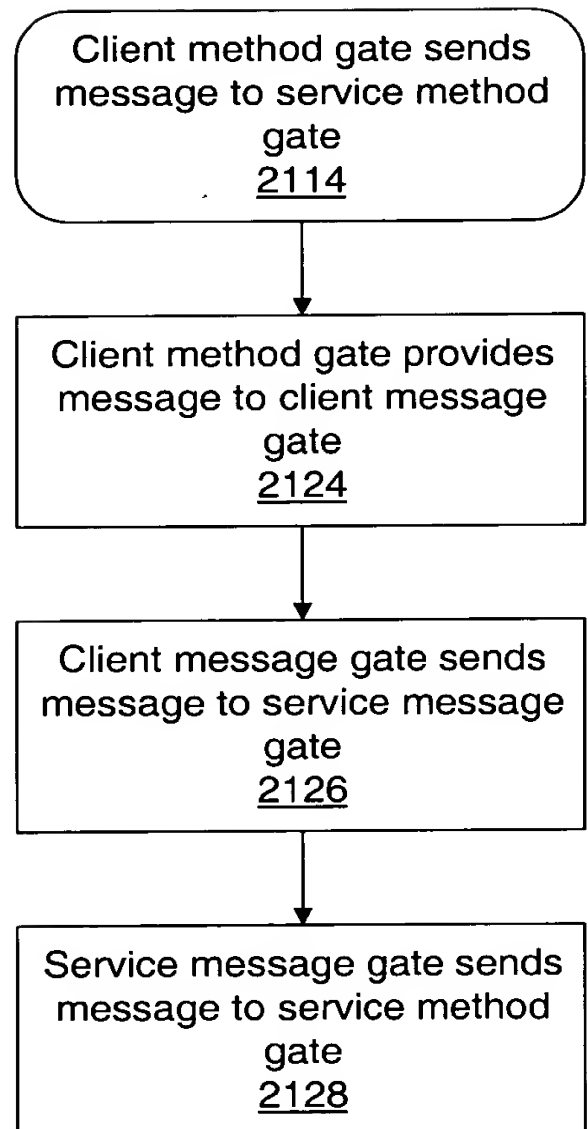 Client method gate sends
message to service method
gate
2114
Client method gate provides
message to client message
gate
2124
Client message gate sends
message to service message
gate
2126
Service message gate sends
message to service method
gate
2128